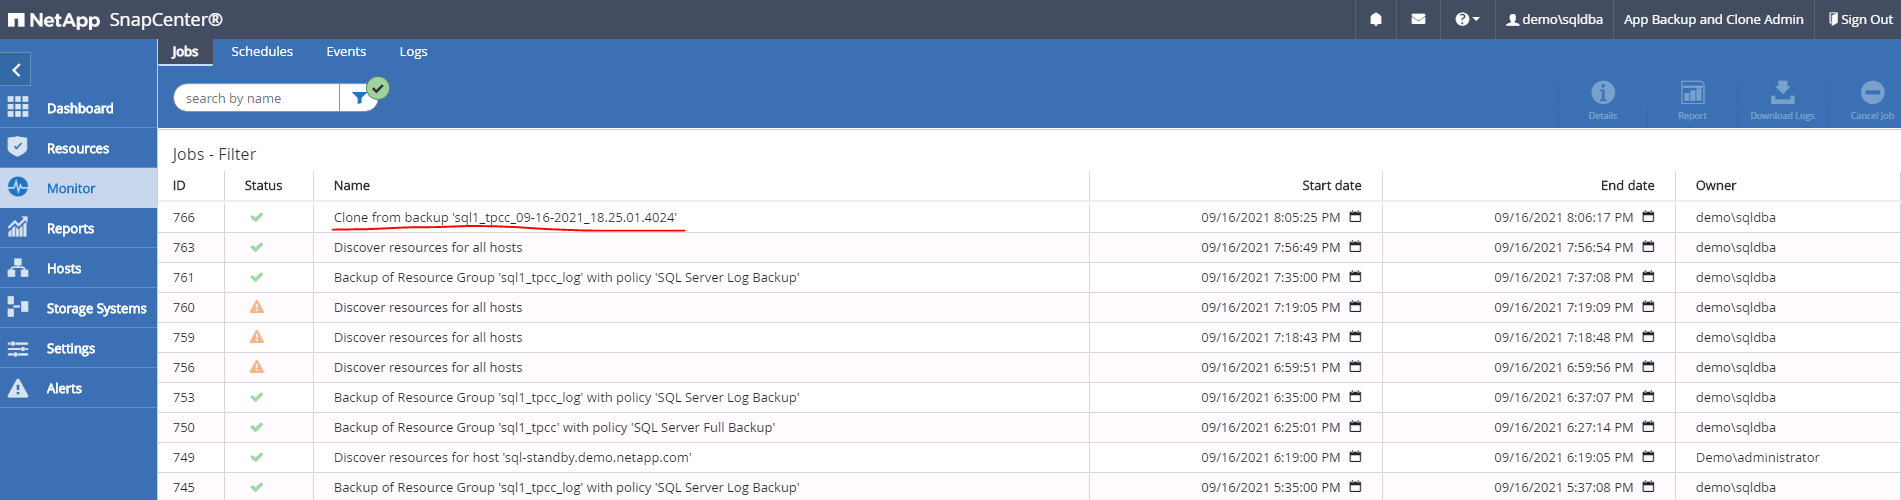 NetApp SnapCenter® demo\sqldba App Backup and Clone Admin Sign Out
Jobs Schedules Events Logs
search by name
Details Report Download Logs Cancel Job
Dashboard
Resources
Monitor
Reports
Hosts
Storage Systems
Settings
Alerts
Jobs - Filter
ID Status Name Start date End date Owner
766 Clone from backup 'sql1_tpcc_09-16-2021_18.25.01.4024' 09/16/2021 8:05:25 PM 09/16/2021 8:06:17 PM demo\sqldba
763 Discover resources for all hosts 09/16/2021 7:56:49 PM 09/16/2021 7:56:54 PM demo\sqldba
761 Backup of Resource Group 'sql1_tpcc_log' with policy 'SQL Server Log Backup' 09/16/2021 7:35:00 PM 09/16/2021 7:37:08 PM demo\sqldba
760 Discover resources for all hosts 09/16/2021 7:19:05 PM 09/16/2021 7:19:09 PM demo\sqldba
759 Discover resources for all hosts 09/16/2021 7:18:43 PM 09/16/2021 7:18:48 PM demo\sqldba
756 Discover resources for all hosts 09/16/2021 6:59:51 PM 09/16/2021 6:59:56 PM demo\sqldba
753 Backup of Resource Group 'sql1_tpcc_log' with policy 'SQL Server Log Backup' 09/16/2021 6:35:00 PM 09/16/2021 6:37:07 PM demo\sqldba
750 Backup of Resource Group 'sql1_tpcc' with policy 'SQL Server Full Backup' 09/16/2021 6:25:01 PM 09/16/2021 6:27:14 PM demo\sqldba
749 Discover resources for host 'sql-standby.demo.netapp.com' 09/16/2021 6:19:00 PM 09/16/2021 6:19:05 PM Demo\administrator
745 Backup of Resource Group 'sql1_tpcc_log' with policy 'SQL Server Log Backup' 09/16/2021 5:35:00 PM 09/16/2021 5:37:08 PM demo\sqldba